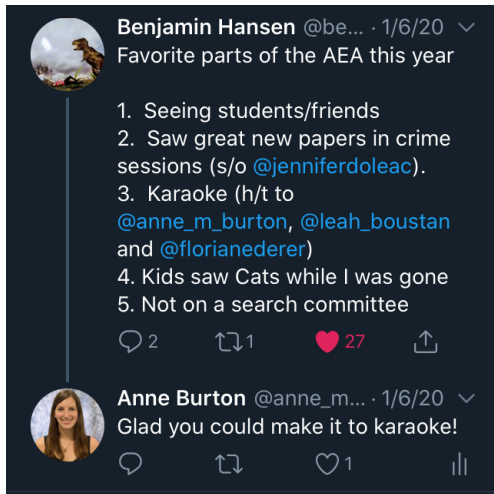 Benjamin Hansen @be... · 1/6/20
Favorite parts of the AEA this year
1. Seeing students/friends
2. Saw great new papers in crime
sessions (s/o @jenniferdoleac).
3. Karaoke (h/t to
@anne_m_burton, @leah_boustan
and @florianederer)
4. Kids saw Cats while I was gone
5. Not on a search committee
2 1 27
Anne Burton @anne_m... · 1/6/20
Glad you could make it to karaoke!
1